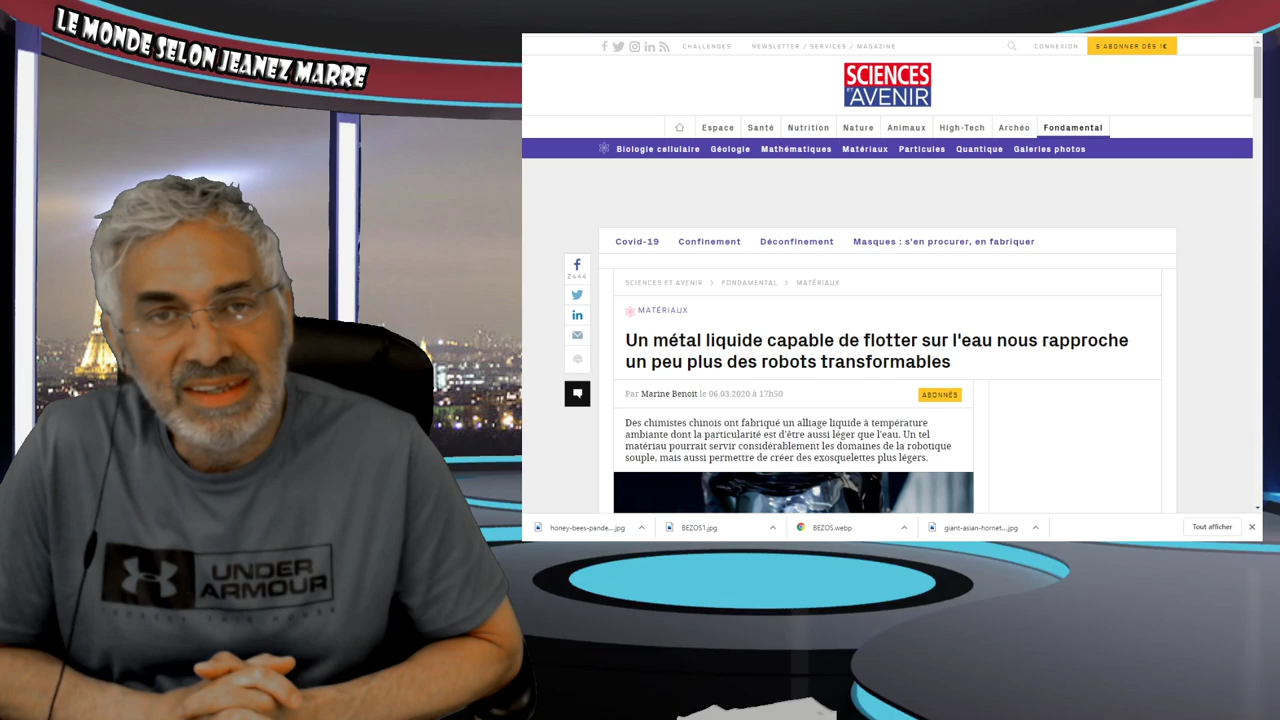 LE MONDE SELON JEANEZ MARRE
UNDER
ARMOUR
CHALLENGES
NEWSLETTER / SERVICES / MAGAZINE
CONNEXION
S'ABONNER DÈS 1€
SCIENCES
ET AVENIR
Espace Santé Nutrition Nature Animaux High-Tech Archéo Fondamental
Biologie cellulaire Géologie Mathématiques Matériaux Particules Quantique Galeries photos
Covid-19 Confinement Déconfinement Masques : s'en procurer, en fabriquer
2444
SCIENCES ET AVENIR > FONDAMENTAL > MATÉRIAUX
MATÉRIAUX
Un métal liquide capable de flotter sur l'eau nous rapproche
un peu plus des robots transformables
Par Marine Benoit le 06.03.2020 à 17h50
ABONNÉS
Des chimistes chinois ont fabriqué un alliage liquide à température
ambiante dont la particularité est d'être aussi léger que l'eau. Un tel
matériau pourrait servir considérablement les domaines de la robotique
souple, mais aussi permettre de créer des exosquelettes plus légers.
honey-bees-pande....jpg
BEZOS1.jpg
BEZOS.webp
giant-asian-hornet....jpg
Tout afficher